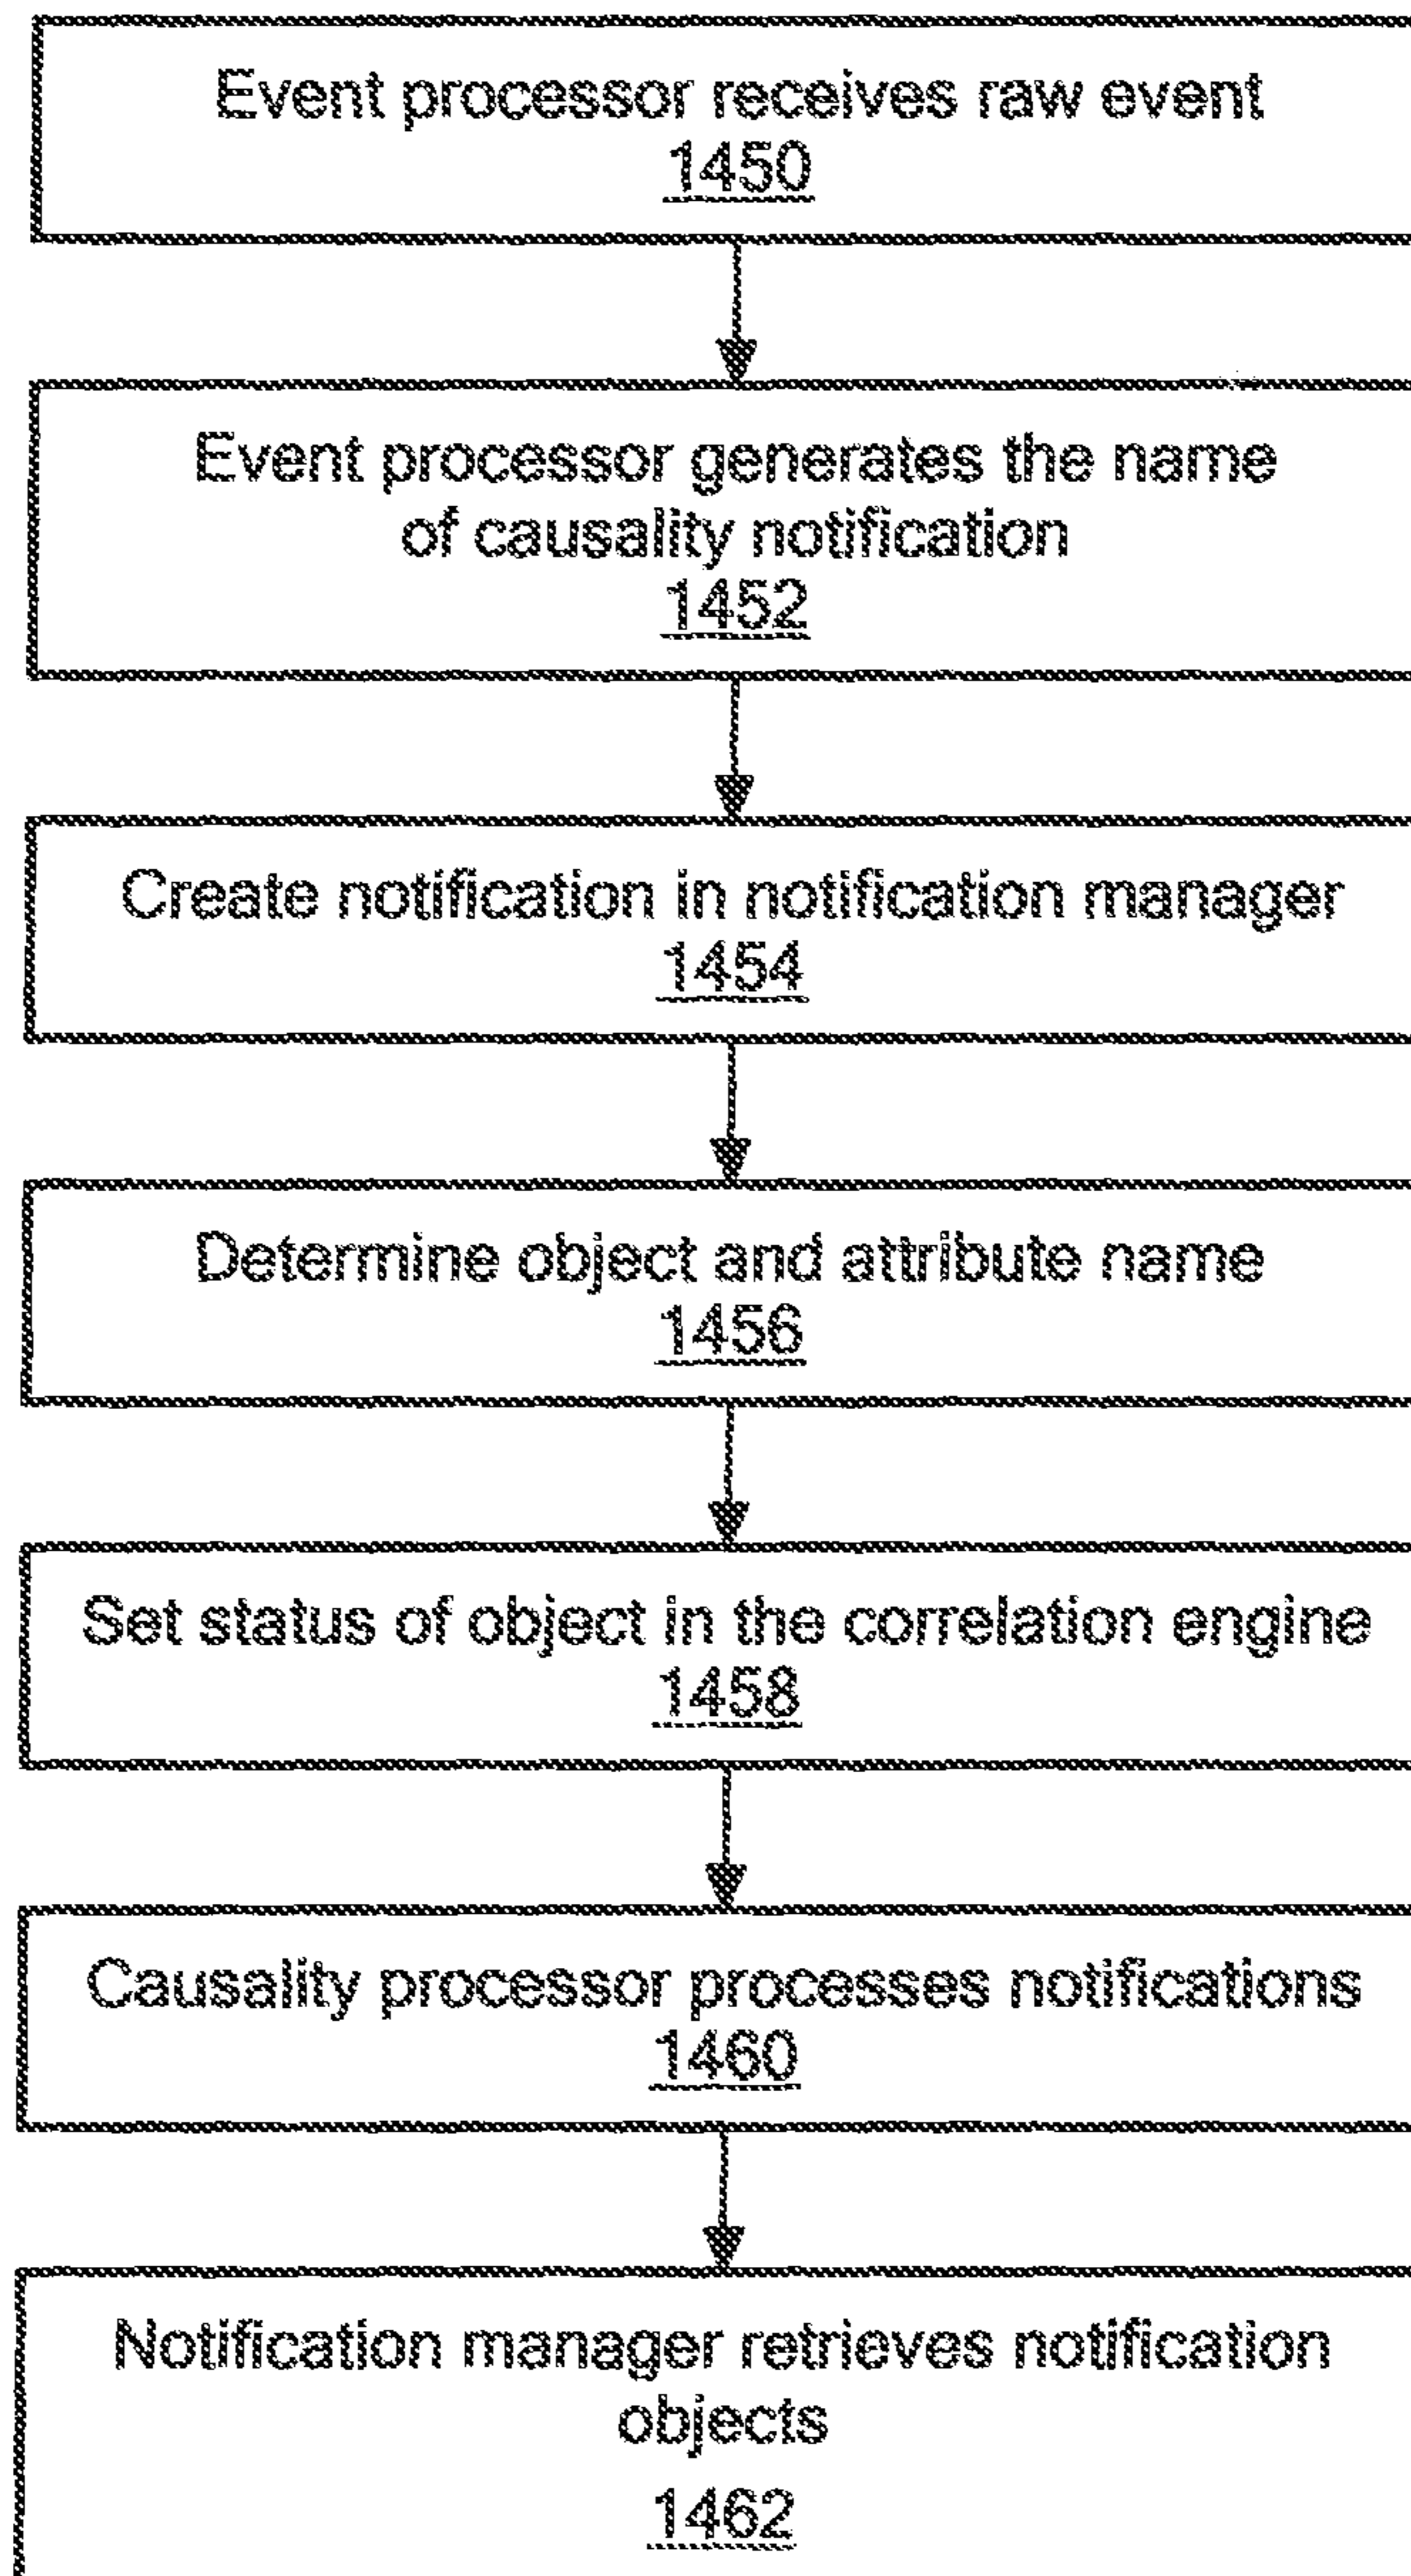 Event processor receives raw event
1450
Event processor generates the name
of causality notification
1452
Create notification in notification manager
1454
Determine object and attribute name
1456
Set status of object in the correlation engine
1458
Causality processor processes notifications
1460
Notification manager retrieves notification
objects
1462